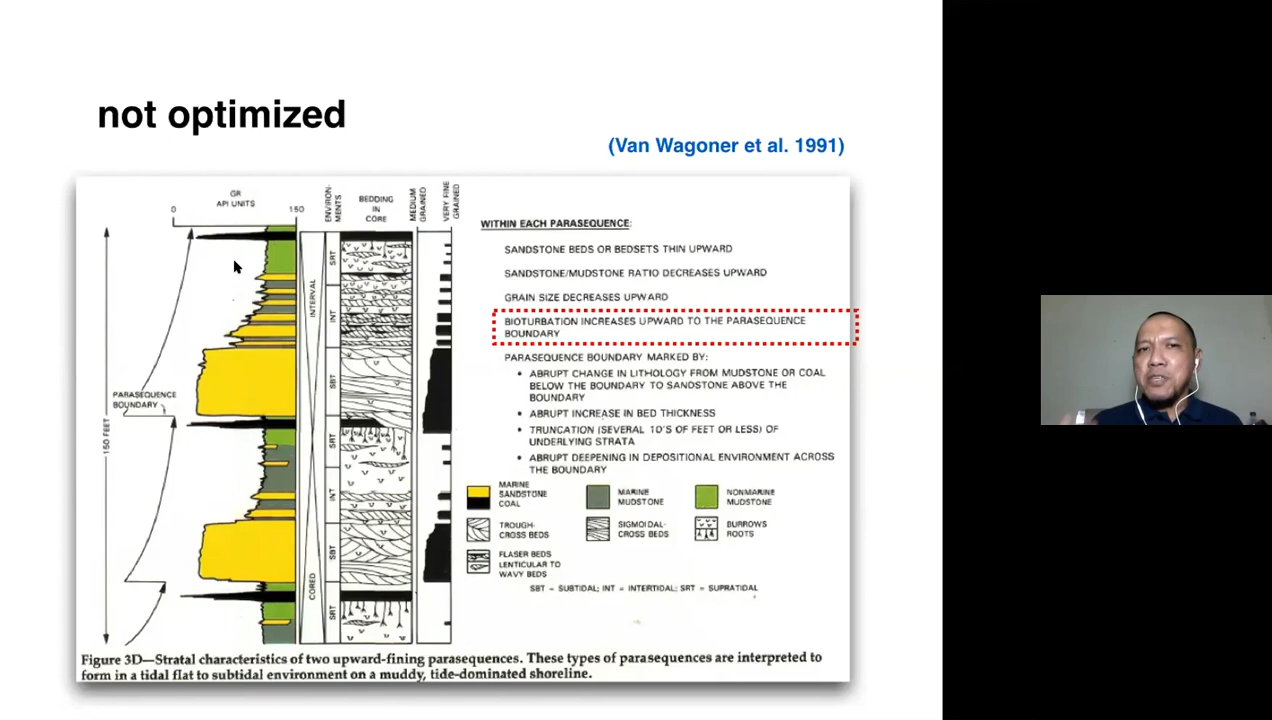 not optimized
(Van Wagoner et al. 1991)
GR
API UNITS
0
150
ENVIRON-
MENTS
BEDDING
IN
CORE
MEDIUM
GRAINED
VERY FINE
GRAINED
WITHIN EACH PARASEQUENCE:
SANDSTONE BEDS OR BEDSETS THIN UPWARD
SANDSTONE/MUDSTONE RATIO DECREASES UPWARD
GRAIN SIZE DECREASES UPWARD
BIOTURBATION INCREASES UPWARD TO THE PARASEQUENCE
BOUNDARY
PARASEQUENCE BOUNDARY MARKED BY:
• ABRUPT CHANGE IN LITHOLOGY FROM MUDSTONE OR COAL
BELOW THE BOUNDARY TO SANDSTONE ABOVE THE
BOUNDARY
• ABRUPT INCREASE IN BED THICKNESS
• TRUNCATION (SEVERAL 10'S OF FEET OR LESS) OF
UNDERLYING STRATA
• ABRUPT DEEPENING IN DEPOSITIONAL ENVIRONMENT ACROSS
THE BOUNDARY
PARASEQUENCE
BOUNDARY
150 FEET
CORED
INTERVAL
SRT
INT
SBT
SRT
INT
SBT
SRT
MARINE
SANDSTONE
COAL
MARINE
MUDSTONE
NONMARINE
MUDSTONE
TROUGH-
CROSS BEDS
SIGMOIDAL-
CROSS BEDS
BURROWS
ROOTS
FLASER BEDS
LENTICULAR TO
WAVY BEDS
SBT = SUBTIDAL; INT = INTERTIDAL; SRT = SUPRATIDAL
Figure 3D—Stratal characteristics of two upward-fining parasequences. These types of parasequences are interpreted to
form in a tidal flat to subtidal environment on a muddy, tide-dominated shoreline.